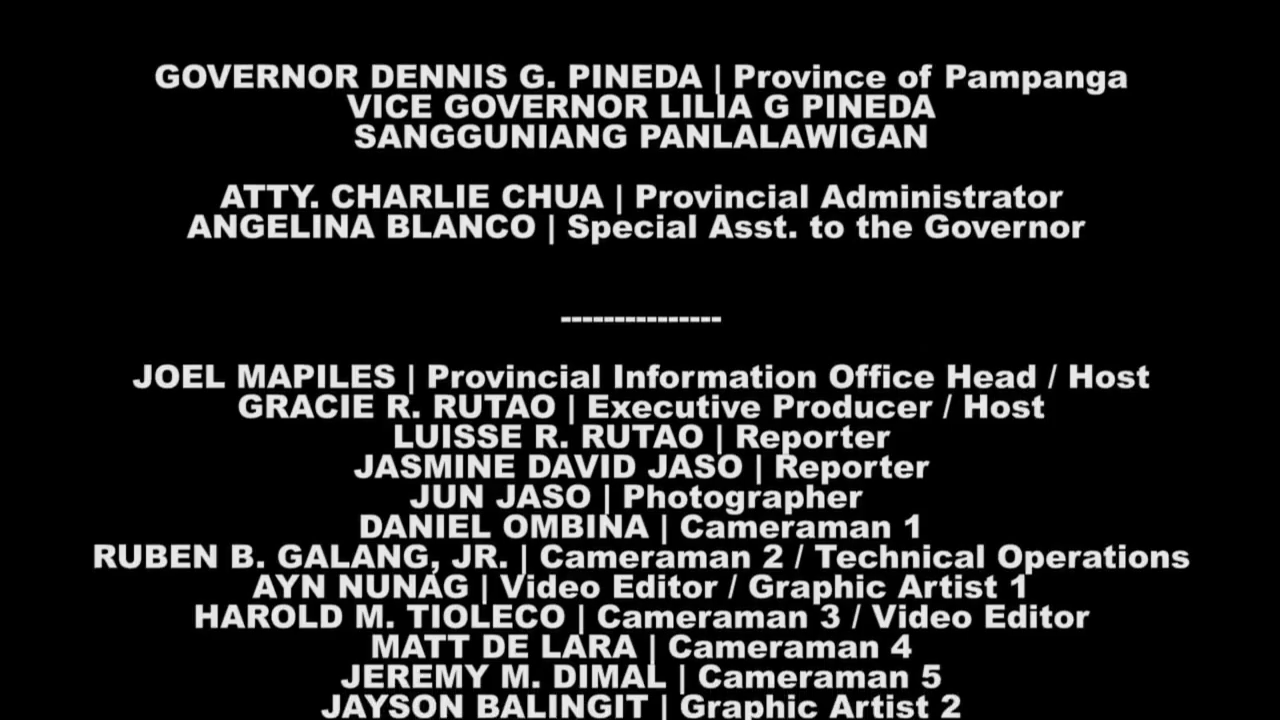 GOVERNOR DENNIS G. PINEDA | Province of Pampanga
VICE GOVERNOR LILIA G PINEDA
SANGGUNIANG PANLALAWIGAN
ATTY. CHARLIE CHUA | Provincial Administrator
ANGELINA BLANCO | Special Asst. to the Governor
---------------
JOEL MAPILES | Provincial Information Office Head / Host
GRACIE R. RUTAO | Executive Producer / Host
LUISSE R. RUTAO | Reporter
JASMINE DAVID JASO | Reporter
JUN JASO | Photographer
DANIEL OMBINA | Cameraman 1
RUBEN B. GALANG, JR. | Cameraman 2 / Technical Operations
AYN NUNAG | Video Editor / Graphic Artist 1
HAROLD M. TIOLECO | Cameraman 3 / Video Editor
MATT DE LARA | Cameraman 4
JEREMY M. DIMAL | Cameraman 5
JAYSON BALINGIT | Graphic Artist 2